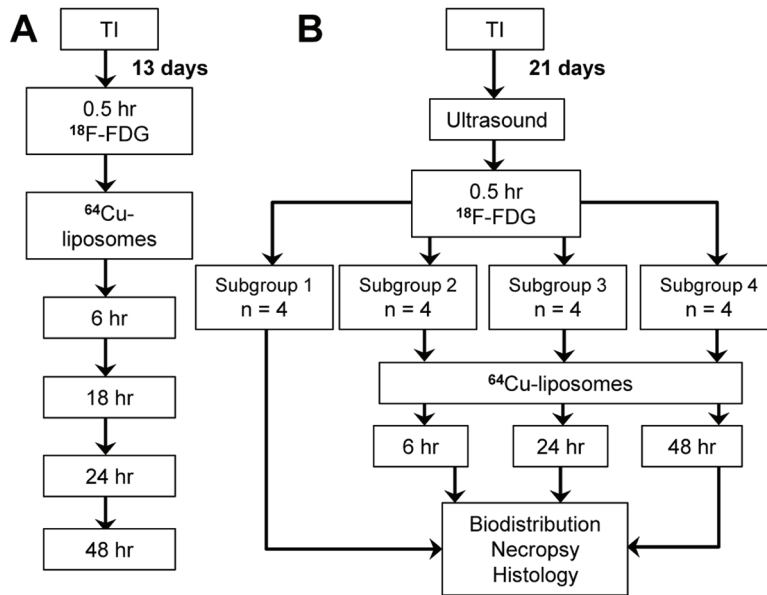 A
TI
13 days
0.5 hr
¹⁸F-FDG
⁶⁴Cu-
liposomes
6 hr
18 hr
24 hr
48 hr
B
TI
21 days
Ultrasound
0.5 hr
¹⁸F-FDG
Subgroup 1
n = 4
Subgroup 2
n = 4
Subgroup 3
n = 4
Subgroup 4
n = 4
⁶⁴Cu-liposomes
6 hr
24 hr
48 hr
Biodistribution
Necropsy
Histology